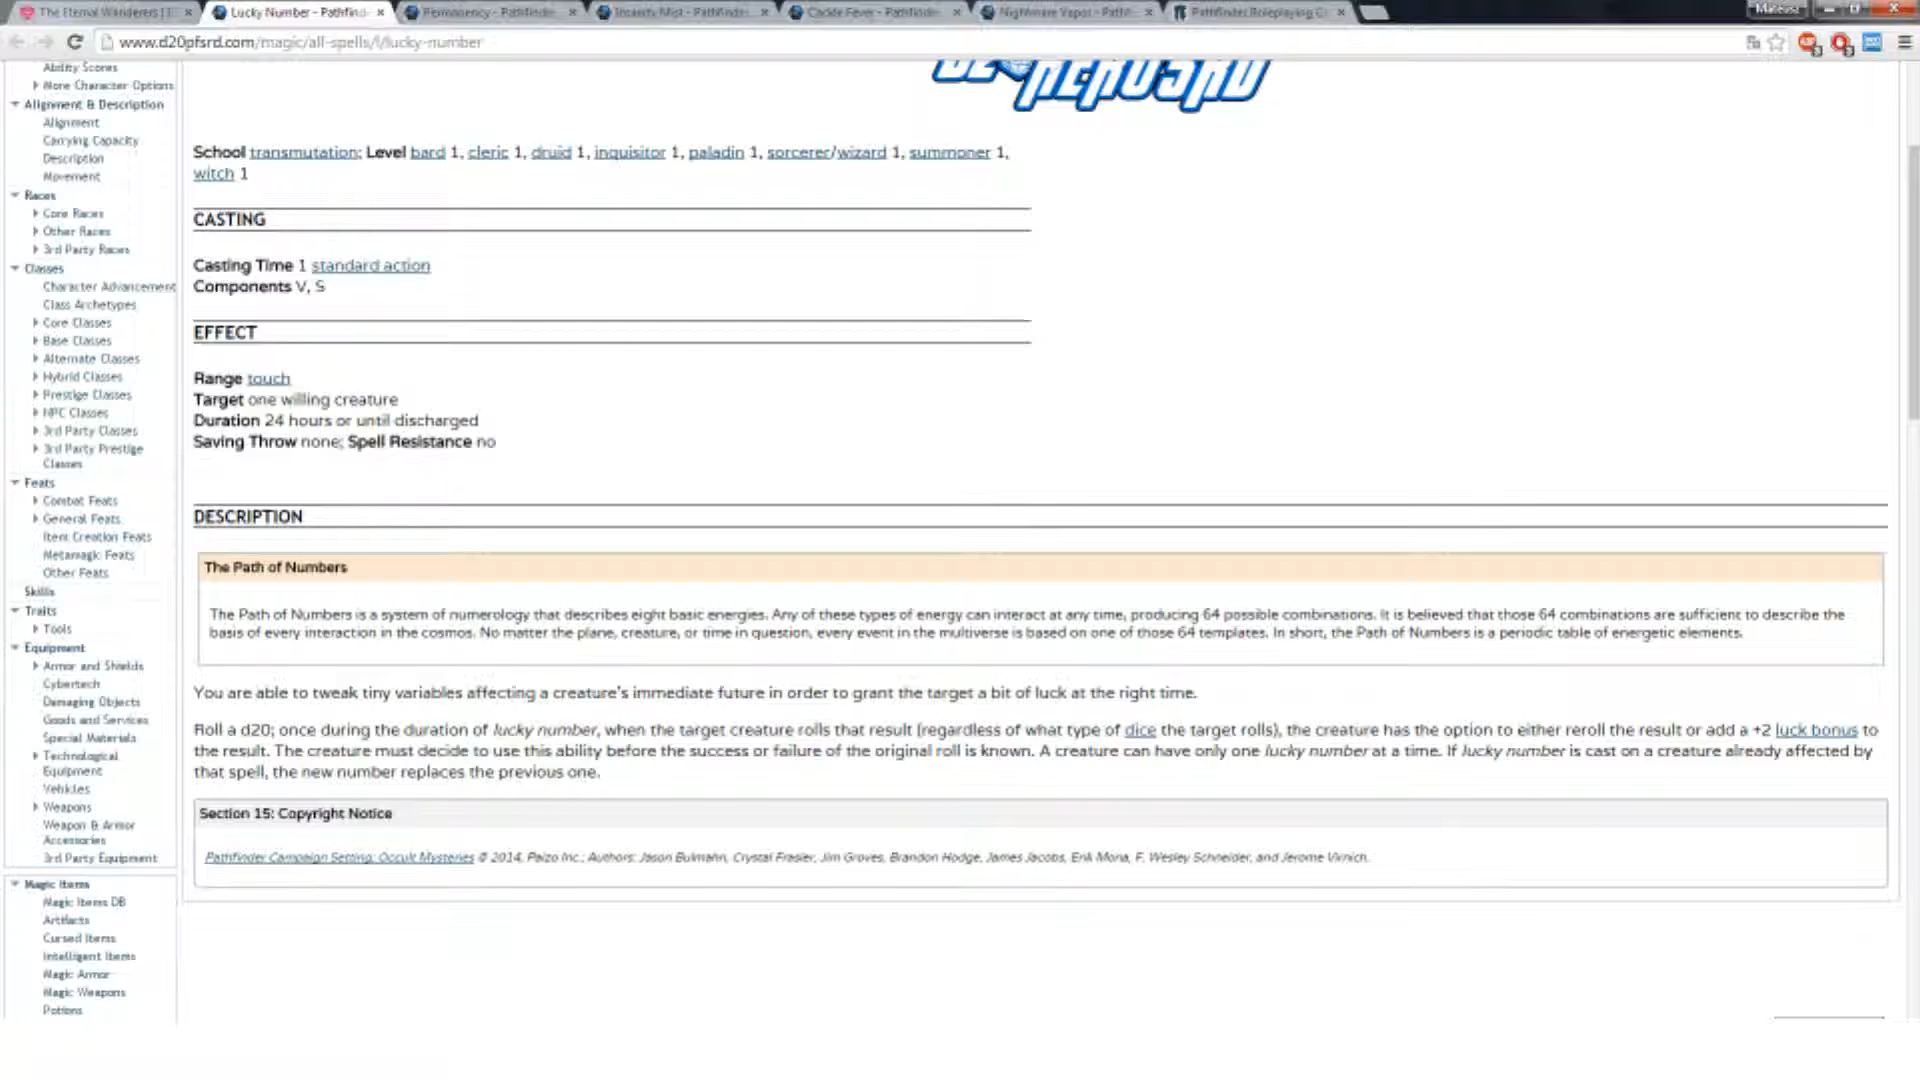 The Eternal Wanderers | T
Lucky Number - Pathfind
Permanency - Pathfinde
Insanity Mist - Pathfinde
Cackle Fever - Pathfinde
Nightmare Vapor - Pathf
Pathfinder Roleplaying G
Mateus
www.d20pfsrd.com/magic/all-spells/l/lucky-number
Ability Scores
More Character Options
Alignment & Description
Alignment
Carrying Capacity
Description
Movement
Races
Core Races
Other Races
3rd Party Races
Classes
Character Advancement
Class Archetypes
Core Classes
Base Classes
Alternate Classes
Hybrid Classes
Prestige Classes
NPC Classes
3rd Party Classes
3rd Party Prestige
Classes
Feats
Combat Feats
General Feats
Item Creation Feats
Metamagic Feats
Other Feats
Skills
Traits
Tools
Equipment
Armor and Shields
Cybertech
Damaging Objects
Goods and Services
Special Materials
Technological
Equipment
Vehicles
Weapons
Weapon & Armor
Accessories
3rd Party Equipment
Magic Items
Magic Items DB
Artifacts
Cursed Items
Intelligent Items
Magic Armor
Magic Weapons
Potions
School transmutation; Level bard 1, cleric 1, druid 1, inquisitor 1, paladin 1, sorcerer/wizard 1, summoner 1,
witch 1
CASTING
Casting Time 1 standard action
Components V, S
EFFECT
Range touch
Target one willing creature
Duration 24 hours or until discharged
Saving Throw none; Spell Resistance no
DESCRIPTION
The Path of Numbers
The Path of Numbers is a system of numerology that describes eight basic energies. Any of these types of energy can interact at any time, producing 64 possible combinations. It is believed that those 64 combinations are sufficient to describe the
basis of every interaction in the cosmos. No matter the plane, creature, or time in question, every event in the multiverse is based on one of those 64 templates. In short, the Path of Numbers is a periodic table of energetic elements.
You are able to tweak tiny variables affecting a creature's immediate future in order to grant the target a bit of luck at the right time.
Roll a d20; once during the duration of lucky number, when the target creature rolls that result (regardless of what type of dice the target rolls), the creature has the option to either reroll the result or add a +2 luck bonus to
the result. The creature must decide to use this ability before the success or failure of the original roll is known. A creature can have only one lucky number at a time. If lucky number is cast on a creature already affected by
that spell, the new number replaces the previous one.
Section 15: Copyright Notice
Pathfinder Campaign Setting: Occult Mysteries © 2014, Paizo Inc.; Authors: Jason Bulmahn, Crystal Frasier, Jim Groves, Brandon Hodge, James Jacobs, Erik Mona, F. Wesley Schneider, and Jerome Virnich.